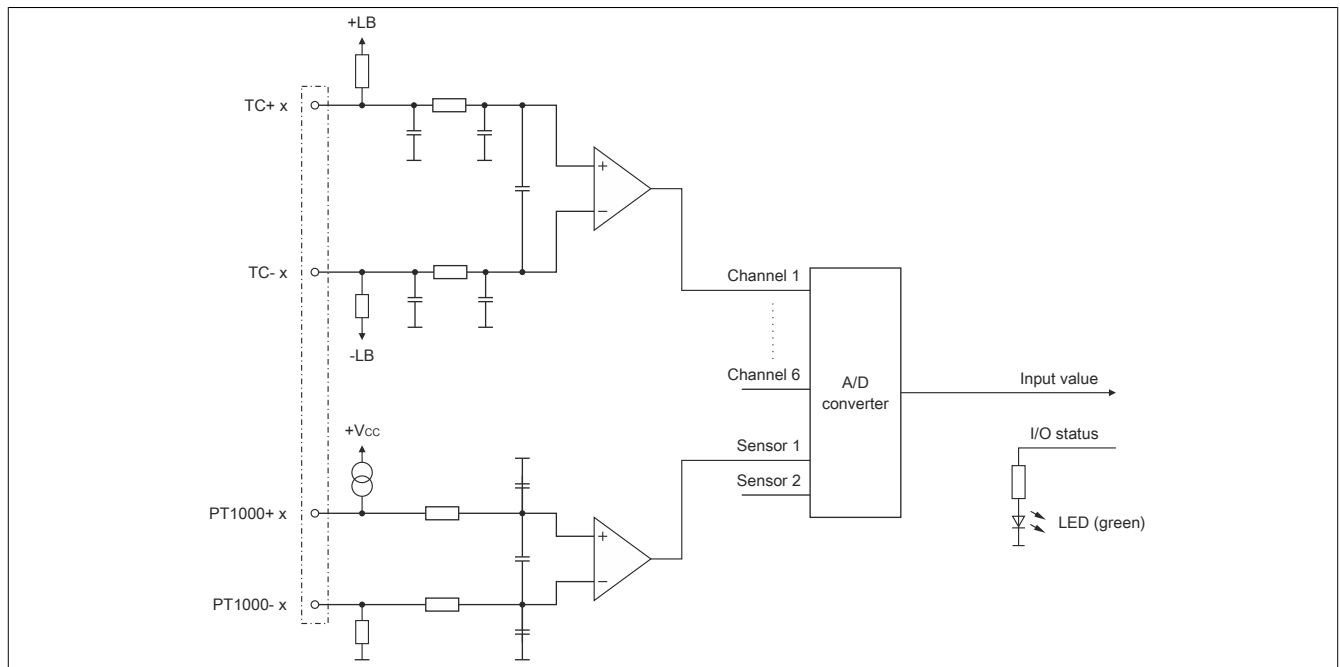 +LB
TC+ x
+
−
TC- x
-LB
Channel 1
Channel 6
A/D
converter
Input value
I/O status
LED (green)
+Vcc
Sensor 1
Sensor 2
PT1000+ x
+
−
PT1000- x